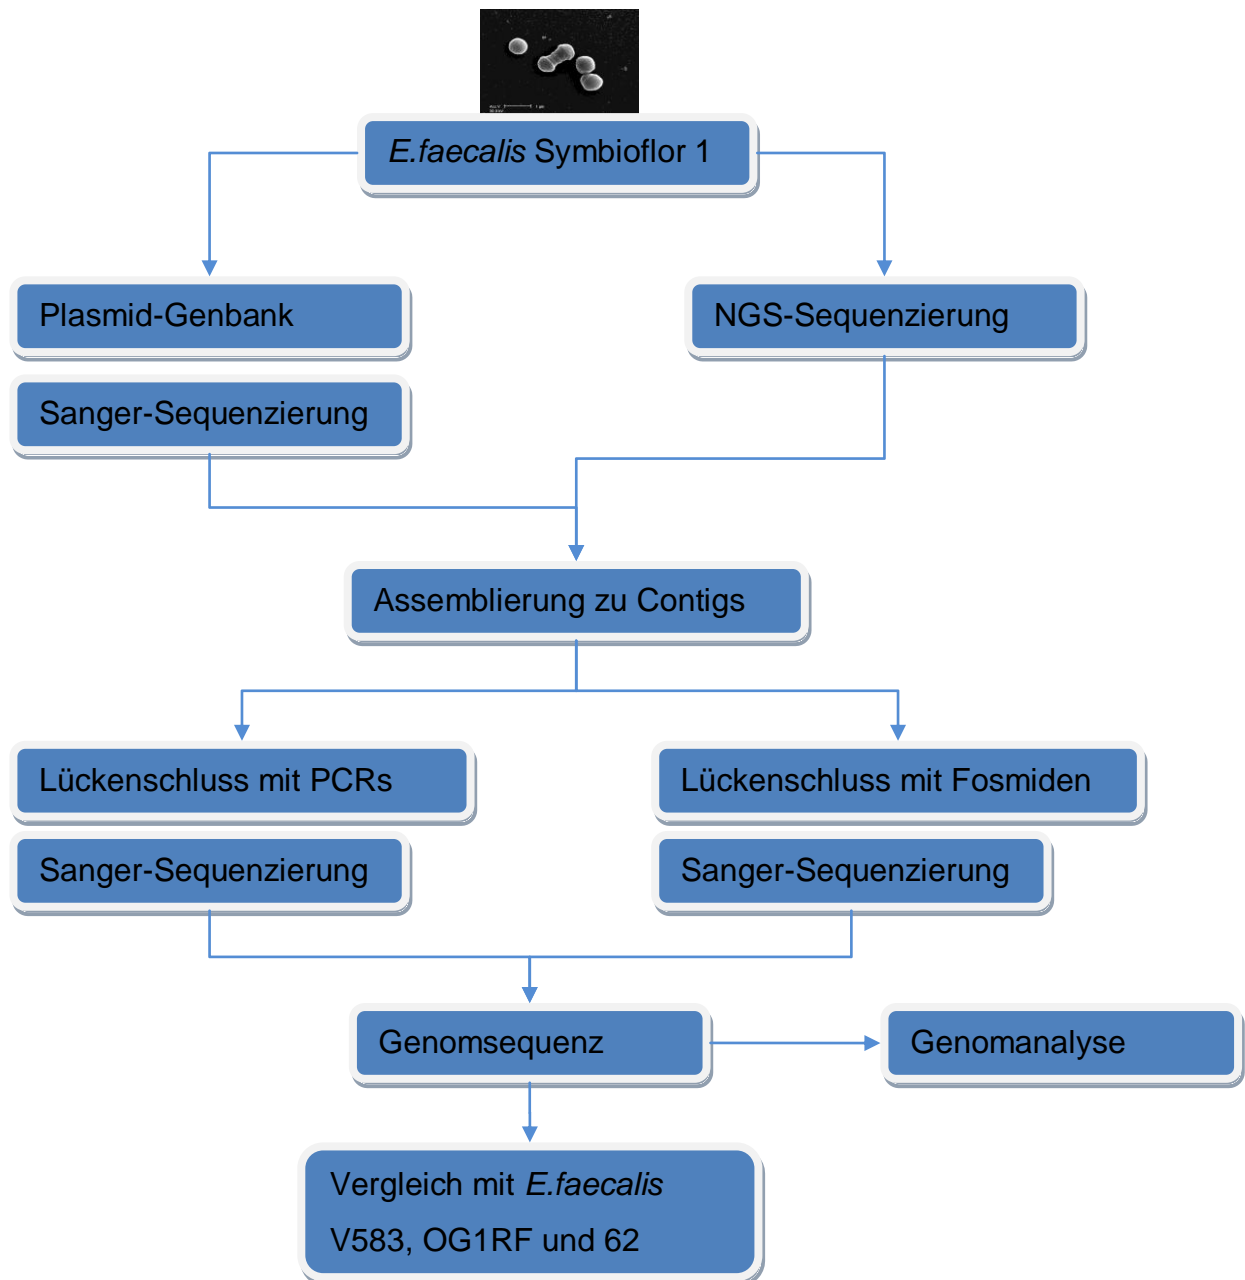 E.faecalis Symbioflor 1
Plasmid-Genbank
NGS-Sequenzierung
Sanger-Sequenzierung
Assemblierung zu Contigs
Lückenschluss mit PCRs
Lückenschluss mit Fosmiden
Sanger-Sequenzierung
Sanger-Sequenzierung
Genomsequenz
Genomanalyse
Vergleich mit E.faecalis
V583, OG1RF und 62